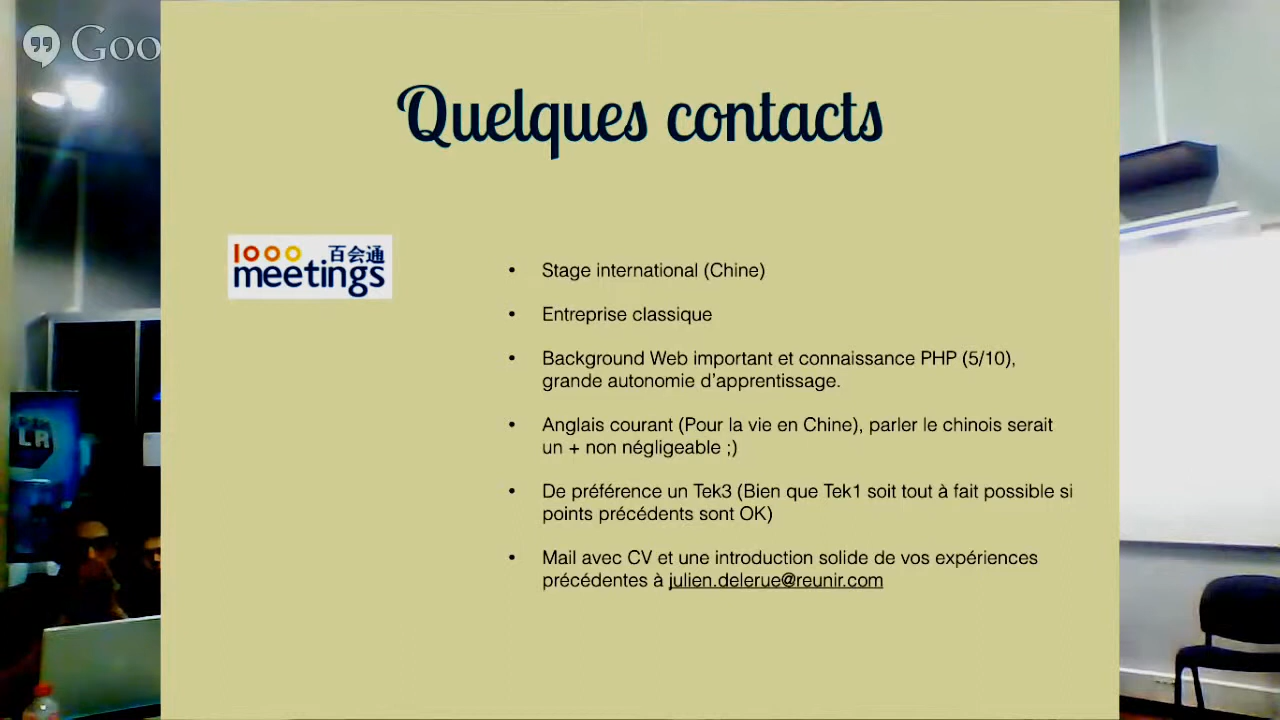 Goo
Quelques contacts
1000 百会通
meetings
• Stage international (Chine)
• Entreprise classique
• Background Web important et connaissance PHP (5/10),
grande autonomie d'apprentissage.
• Anglais courant (Pour la vie en Chine), parler le chinois serait
un + non négligeable ;)
• De préférence un Tek3 (Bien que Tek1 soit tout à fait possible si
points précédents sont OK)
• Mail avec CV et une introduction solide de vos expériences
précédentes à julien.delerue@reunir.com
LR